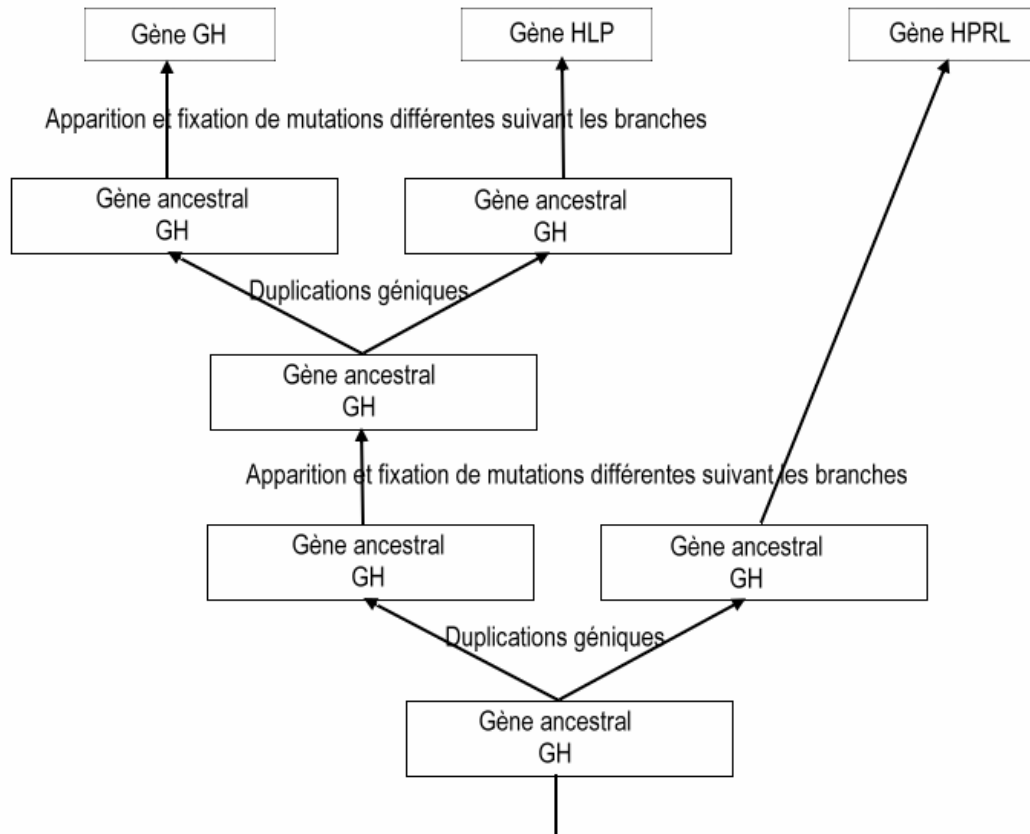 Gène GH
Gène HLP
Gène HPRL
Apparition et fixation de mutations différentes suivant les branches
Gène ancestral
GH
Gène ancestral
GH
Duplications géniques
Gène ancestral
GH
Apparition et fixation de mutations différentes suivant les branches
Gène ancestral
GH
Gène ancestral
GH
Duplications géniques
Gène ancestral
GH